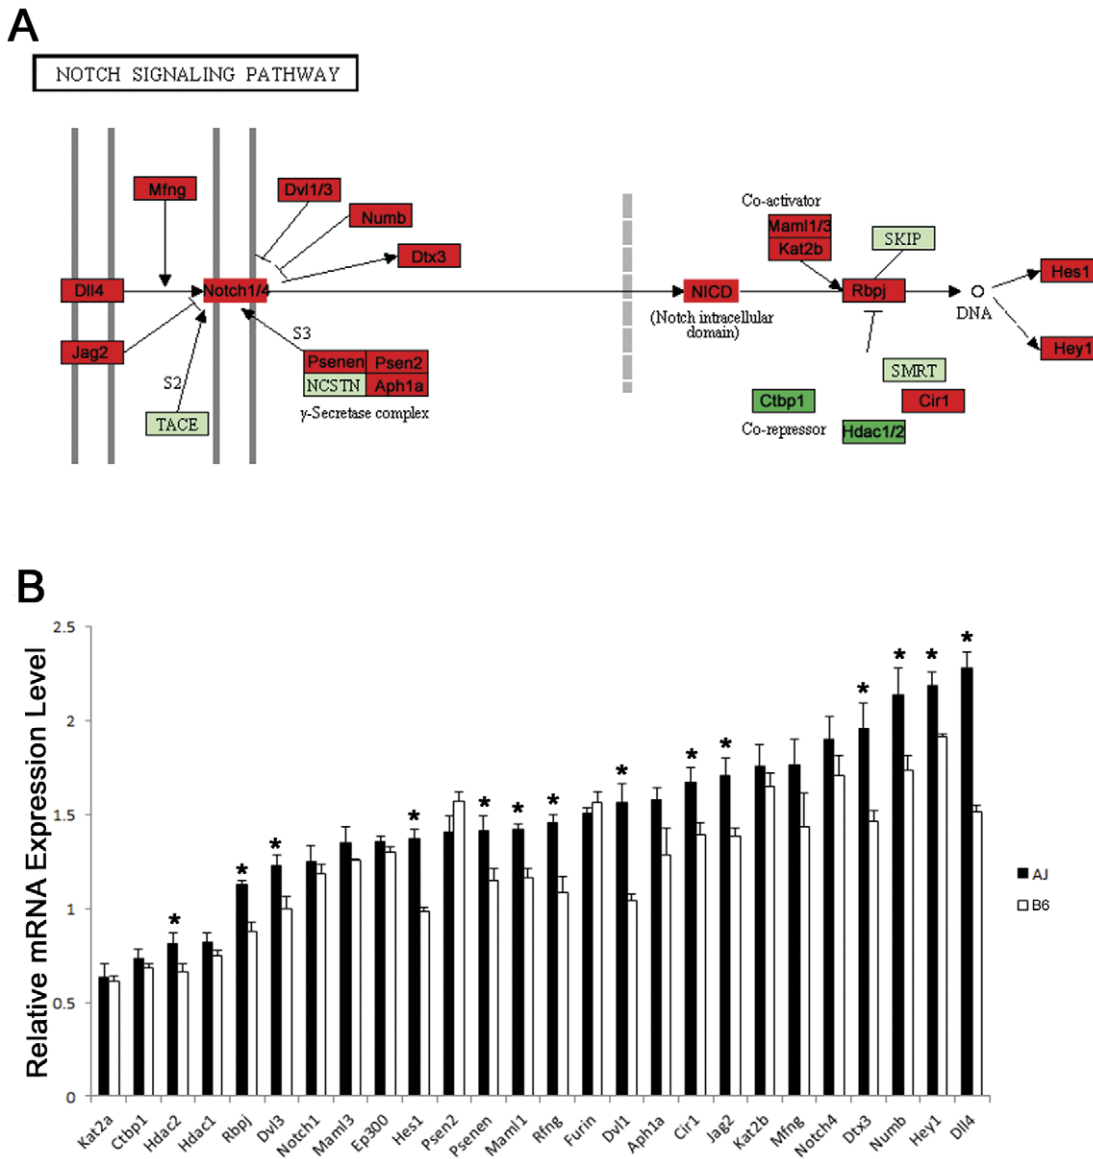 A
NOTCH SIGNALING PATHWAY
Mfng
Dvl1/3
Numb
Dtx3
Dll4
Notch1/4
Jag2
S2
TACE
S3
Psenen Psen2
NCSTN Aph1a
γ-Secretase complex
NICD
(Notch intracellular
domain)
Co-activator
Maml1/3
Kat2b
SKIP
Rbpj
DNA
Hes1
Hey1
SMRT
Ctbp1
Cir1
Co-repressor
Hdac1/2
B
Relative mRNA Expression Level
2.5
2
1.5
1
0.5
0
* * * * * * * * * * * * * *
AJ
B6
Kat2a
Ctbp1
Hdac2
Hdac1
Rbpj
Dvl3
Notch1
Maml3
Ep300
Hes1
Psen2
Psenen
Maml1
Rfng
Furin
Dvl1
Aph1a
Cir1
Jag2
Kat2b
Mfng
Notch4
Dtx3
Numb
Hey1
Dll4